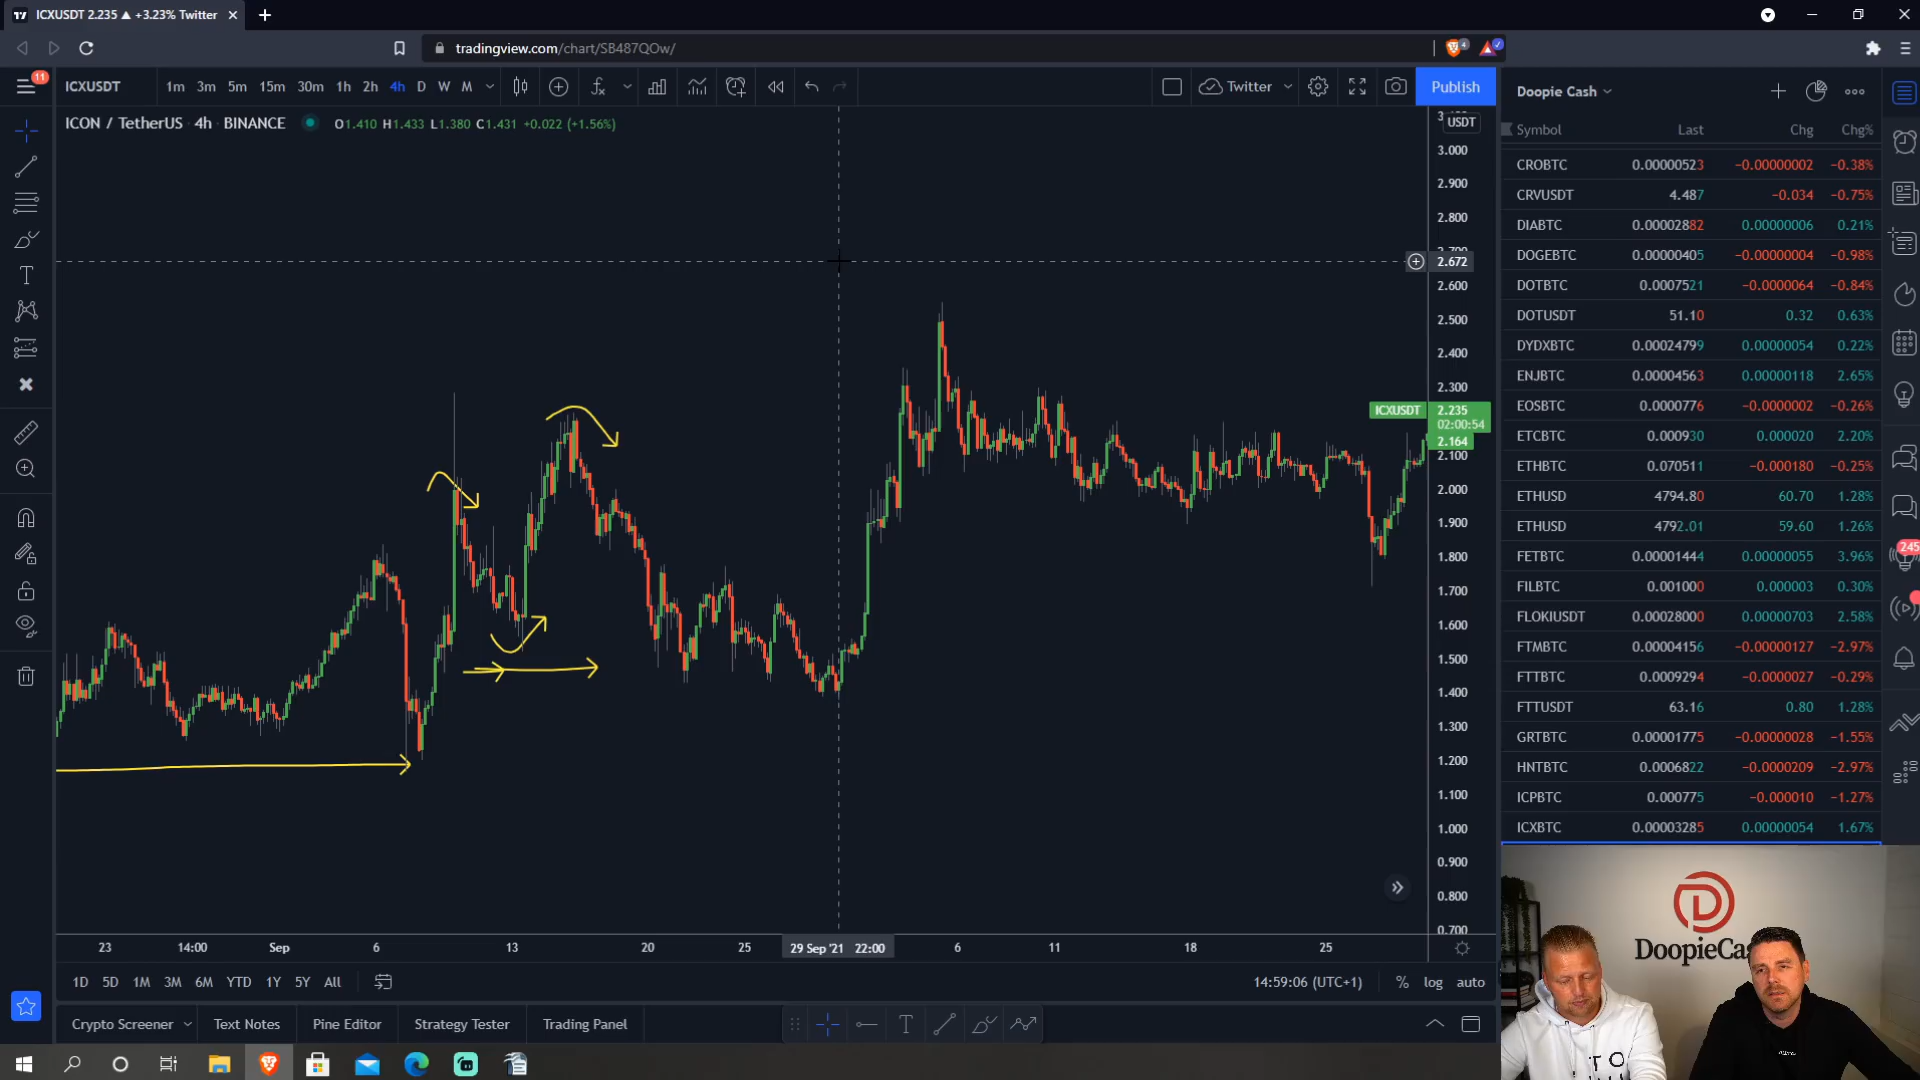 ICXUSDT 2.235 ▲ +3.23% Twitter
tradingview.com/chart/SB487QOw/
4
11
ICXUSDT 1m 3m 5m 15m 30m 1h 2h 4h D W M
Twitter
Publish
ICON / TetherUS · 4h · BINANCE O1.410 H1.433 L1.380 C1.431 +0.022 (+1.56%)
USDT
3.000
2.900
2.800
2.700
2.672
2.600
2.500
2.400
2.300
ICXUSDT 2.235
02:00:54
2.164
2.100
2.000
1.900
1.800
1.700
1.600
1.500
1.400
1.300
1.200
1.100
1.000
0.900
0.800
0.700
23 14:00 Sep 6 13 20 25 29 Sep '21 22:00 6 11 18 25
1D 5D 1M 3M 6M YTD 1Y 5Y All
14:59:06 (UTC+1) % log auto
Crypto Screener Text Notes Pine Editor Strategy Tester Trading Panel
Doopie Cash
Symbol Last Chg Chg%
CROBTC 0.00000523 −0.00000002 −0.38%
CRVUSDT 4.487 −0.034 −0.75%
DIABTC 0.00002882 0.00000006 0.21%
DOGEBTC 0.00000405 −0.00000004 −0.98%
DOTBTC 0.0007521 −0.0000064 −0.84%
DOTUSDT 51.10 0.32 0.63%
DYDXBTC 0.00024799 0.00000054 0.22%
ENJBTC 0.00004563 0.00000118 2.65%
EOSBTC 0.0000776 −0.0000002 −0.26%
ETCBTC 0.000930 0.000020 2.20%
ETHBTC 0.070511 −0.000180 −0.25%
ETHUSD 4794.80 60.70 1.28%
ETHUSD 4792.01 59.60 1.26%
FETBTC 0.00001444 0.00000055 3.96%
FILBTC 0.001000 0.000003 0.30%
FLOKIUSDT 0.00028000 0.00000703 2.58%
FTMBTC 0.00004156 −0.00000127 −2.97%
FTTBTC 0.0009294 −0.0000027 −0.29%
FTTUSDT 63.16 0.80 1.28%
GRTBTC 0.00001775 −0.00000028 −1.55%
HNTBTC 0.0006822 −0.0000209 −2.97%
ICPBTC 0.000775 −0.000010 −1.27%
ICXBTC 0.00003285 0.00000054 1.67%
245
DoopieCas